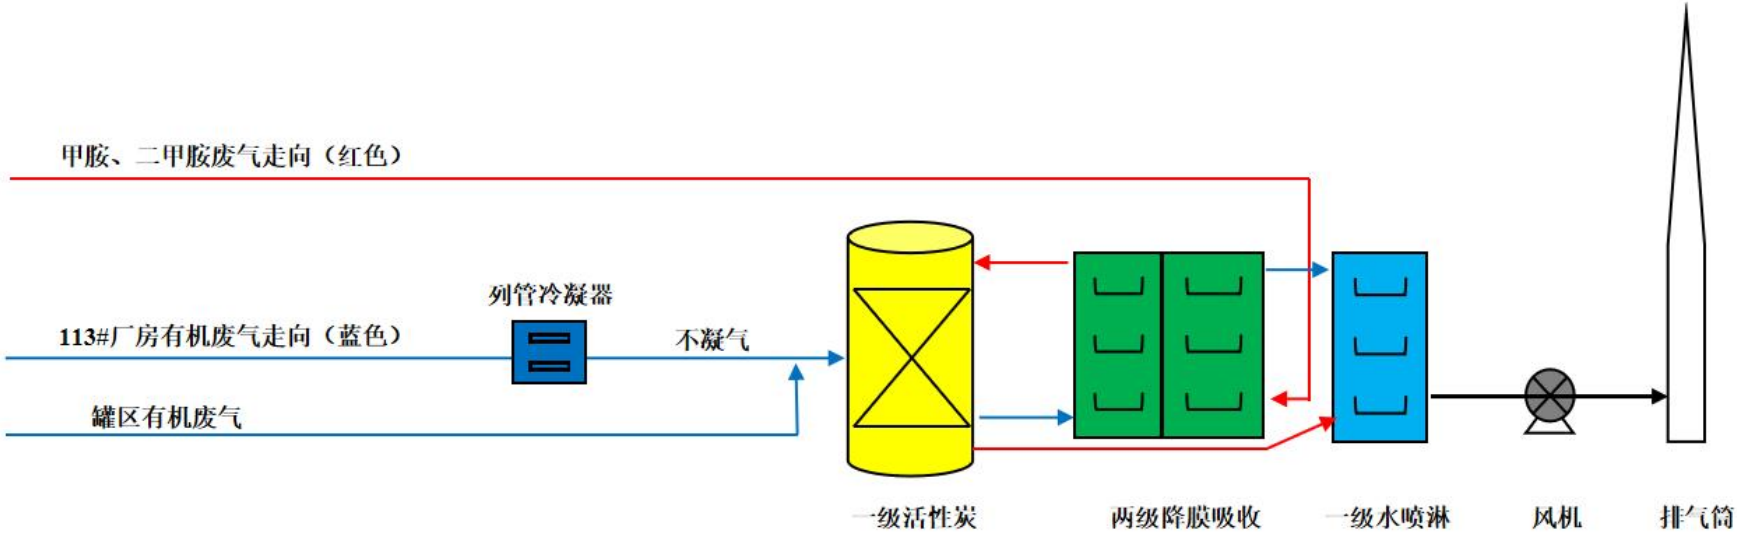 甲胺、二甲胺废气走向（红色）
列管冷凝器
113#厂房有机废气走向（蓝色）
不凝气
罐区有机废气
一级活性炭
两级降膜吸收
一级水喷淋
风机
排气筒